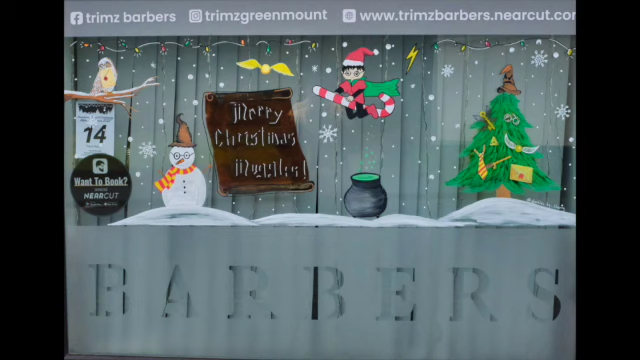 trimz barbers
trimzgreenmount
www.trimzbarbers.nearcut.com
14
Merry
Christmas
Muggles!
Want To Book?
NEARCUT
BARBERS